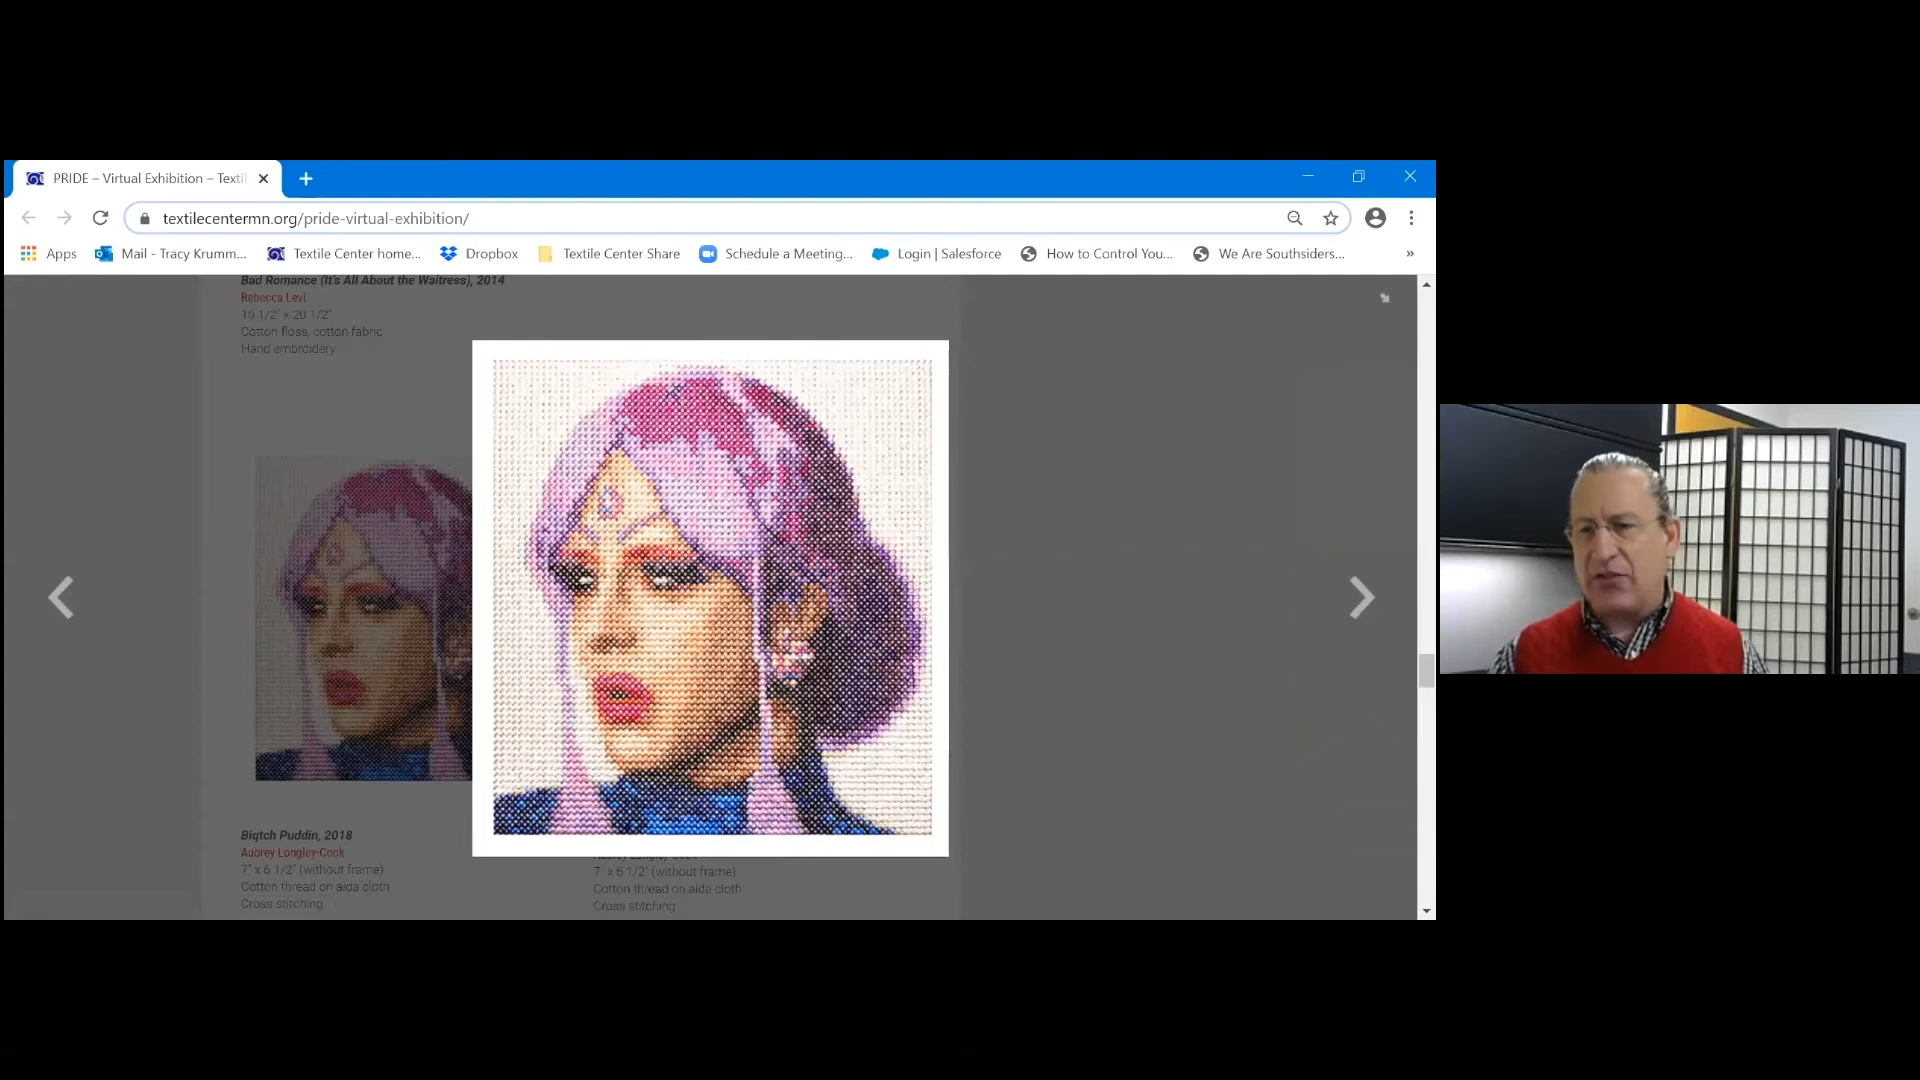 PRIDE – Virtual Exhibition – Texti
textilecentermn.org/pride-virtual-exhibition/
Apps
Mail - Tracy Krumm...
Textile Center home...
Dropbox
Textile Center Share
Schedule a Meeting...
Login | Salesforce
How to Control You...
We Are Southsiders...
»
Bad Romance (It's All About the Waitress), 2014
Rebecca Levi
16 1/2" x 20 1/2"
Cotton floss, cotton fabric
Hand embroidery
Biqtch Puddin, 2018
Aubrey Longley-Cook
7" x 6 1/2" (without frame)
Cotton thread on aida cloth
Cross stitching
Aubrey Longley-Cook
7" x 6 1/2" (without frame)
Cotton thread on aida cloth
Cross stitching